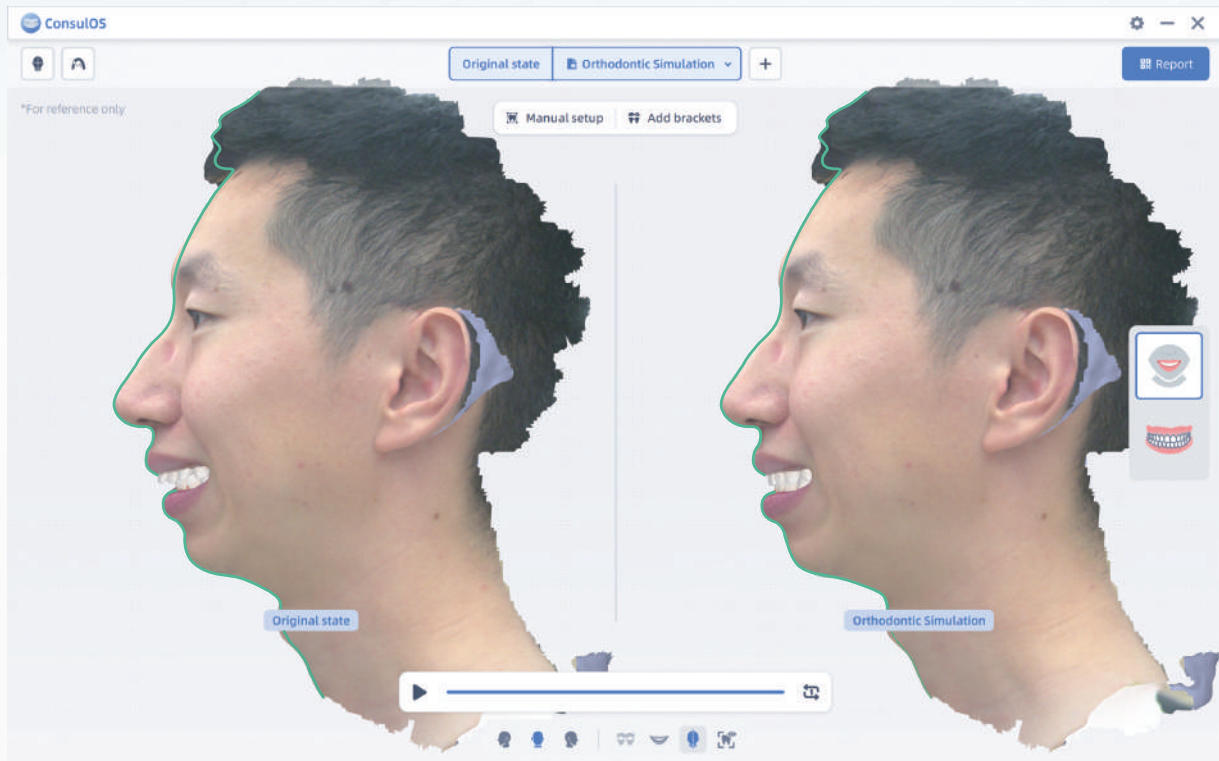 ConsulOS
Original state
Orthodontic Simulation
Report
*For reference only
Manual setup
Add brackets
Original state
Orthodontic Simulation